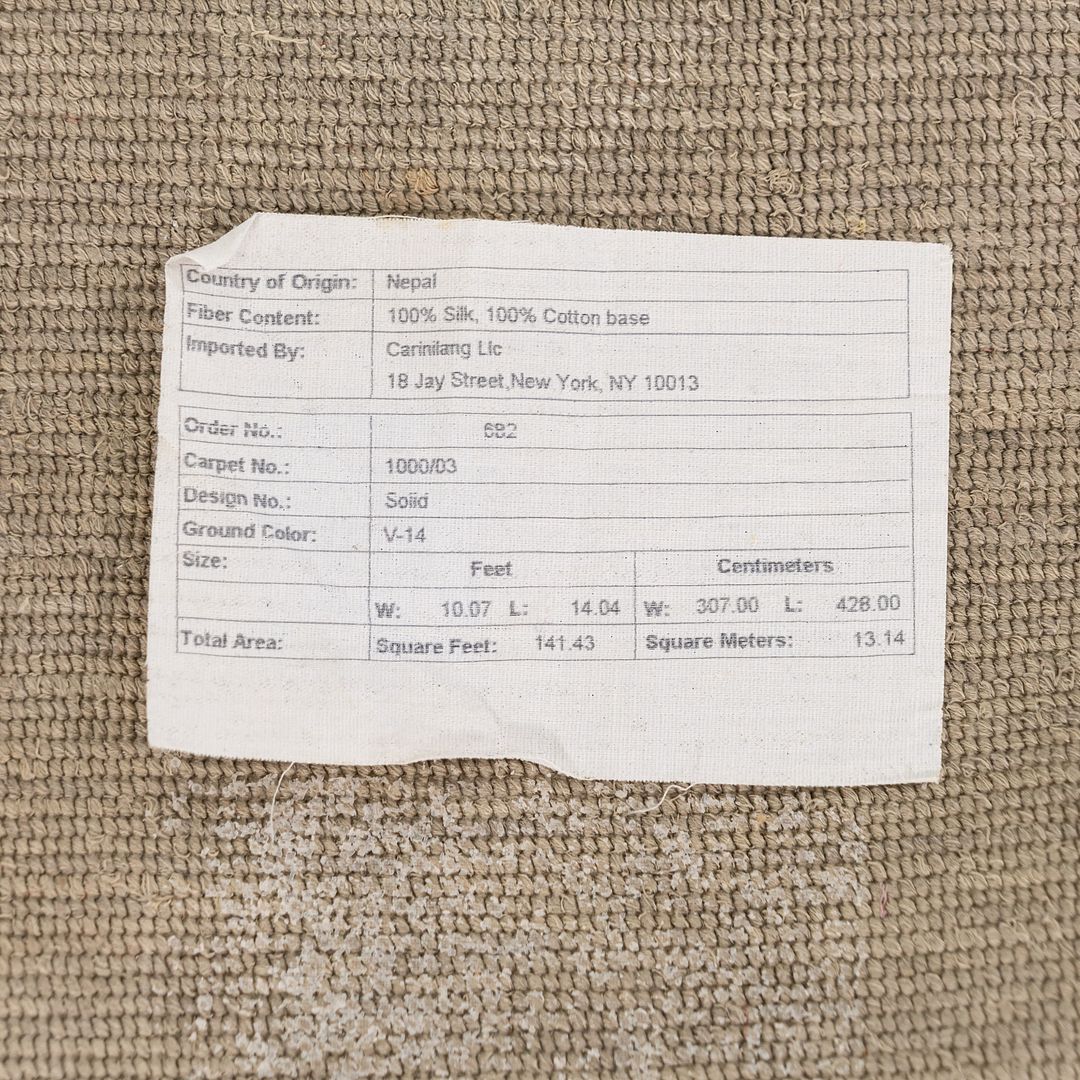 Country of Origin: Nepal
Fiber Content: 100% Silk, 100% Cotton base
Imported By: Carinilang Llc
18 Jay Street,New York, NY 10013
Order No.: 682
Carpet No.: 1000/03
Design No.: Solid
Ground Color: V-14
Size: Feet Centimeters
W: 10.07 L: 14.04 W: 307.00 L: 428.00
Total Area: Square Feet: 141.43 Square Meters: 13.14